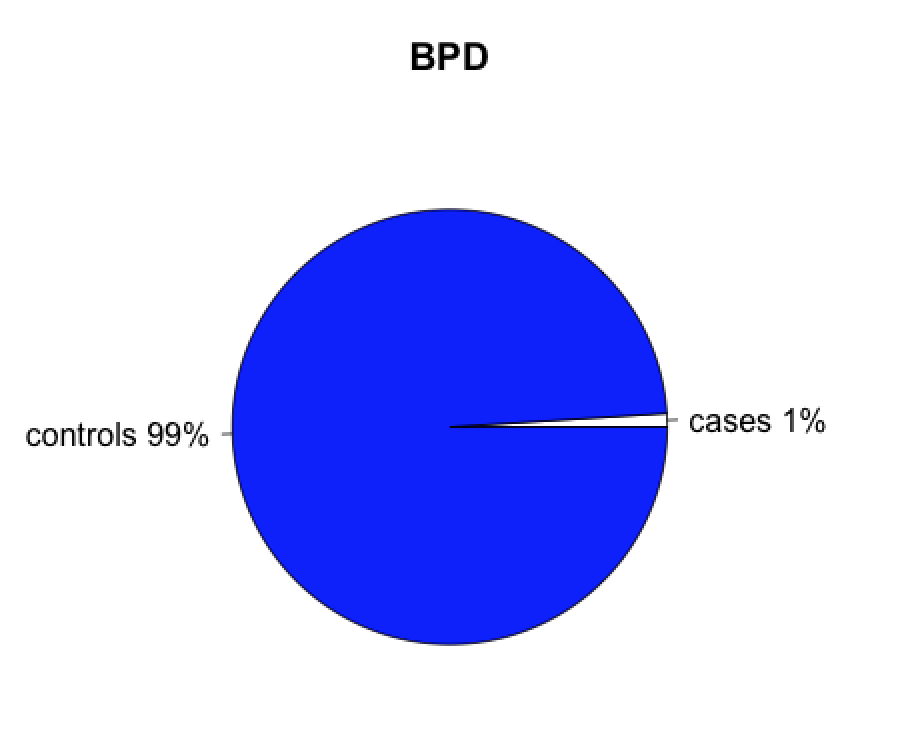 BPD
cases 1%
controls 99%